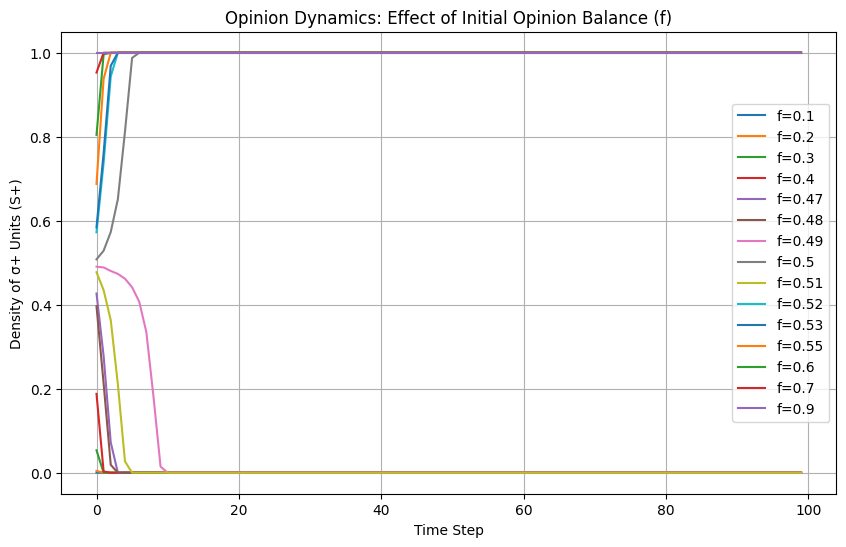 Opinion Dynamics: Effect of Initial Opinion Balance (f)
Density of σ+ Units (S+)
1.0
0.8
0.6
0.4
0.2
0.0
f=0.1
f=0.2
f=0.3
f=0.4
f=0.47
f=0.48
f=0.49
f=0.5
f=0.51
f=0.52
f=0.53
f=0.55
f=0.6
f=0.7
f=0.9
0 20 40 60 80 100
Time Step